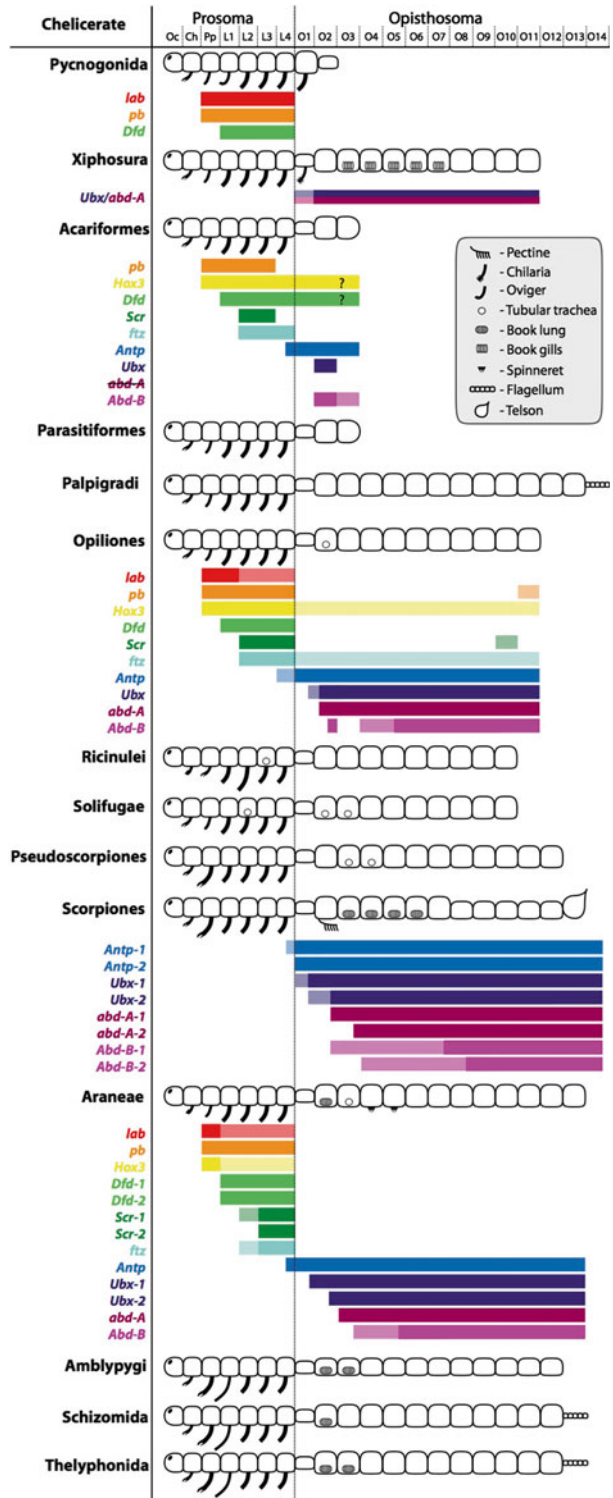 Chelicerate Prosoma Opisthosoma
Oc Ch Pp L1 L2 L3 L4 O1 O2 O3 O4 O5 O6 O7 O8 O9 O10 O11 O12 O13 O14
Pycnogonida
lab
pb
Dfd
Xiphosura
Ubx/abd-A
Acariformes
pb
Hox3 ?
Dfd ?
Scr
ftz
Antp
Ubx
abd-A
Abd-B
- Pectine
- Chilaria
- Oviger
- Tubular trachea
- Book lung
- Book gills
- Spinneret
- Flagellum
- Telson
Parasitiformes
Palpigradi
Opiliones
lab
pb
Hox3
Dfd
Scr
ftz
Antp
Ubx
abd-A
Abd-B
Ricinulei
Solifugae
Pseudoscorpiones
Scorpiones
Antp-1
Antp-2
Ubx-1
Ubx-2
abd-A-1
abd-A-2
Abd-B-1
Abd-B-2
Araneae
lab
pb
Hox3
Dfd-1
Dfd-2
Scr-1
Scr-2
ftz
Antp
Ubx-1
Ubx-2
abd-A
Abd-B
Amblypygi
Schizomida
Thelyphonida